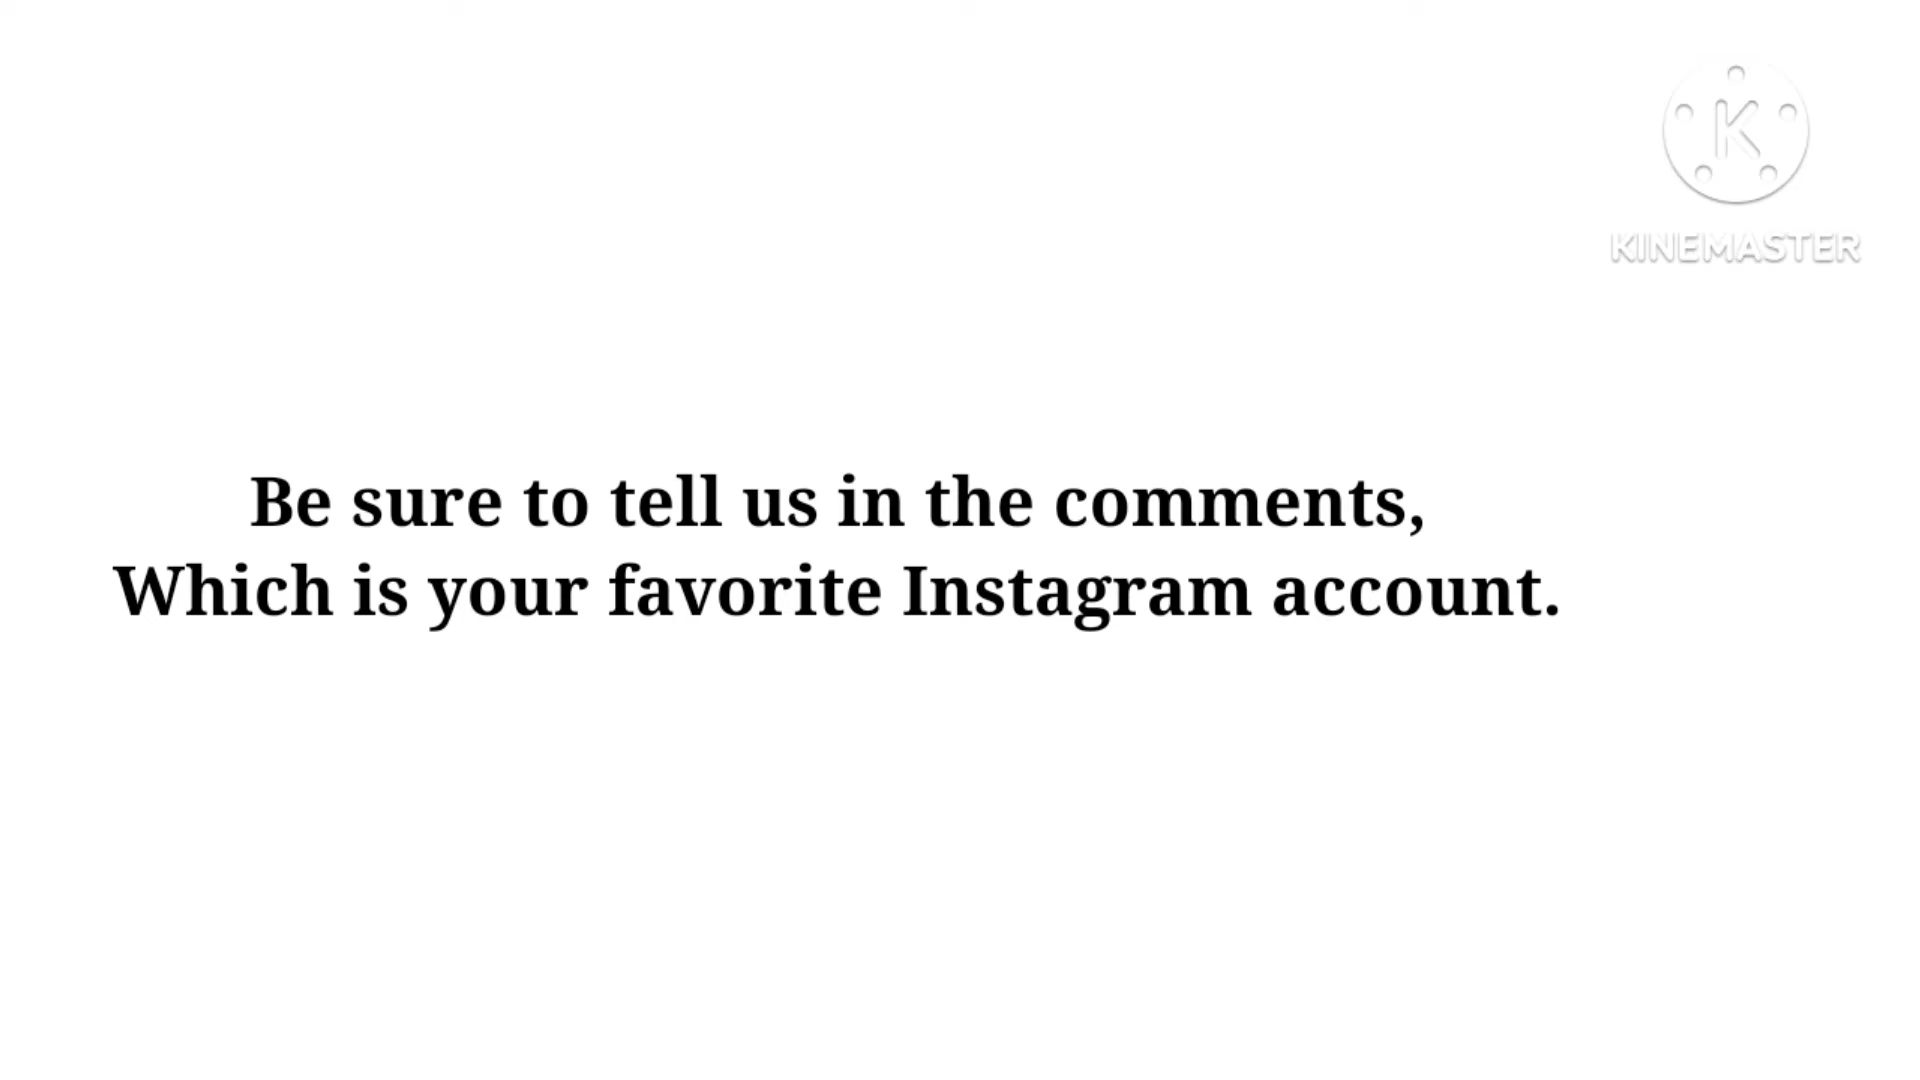 K
KINEMASTER
Be sure to tell us in the comments,
Which is your favorite Instagram account.